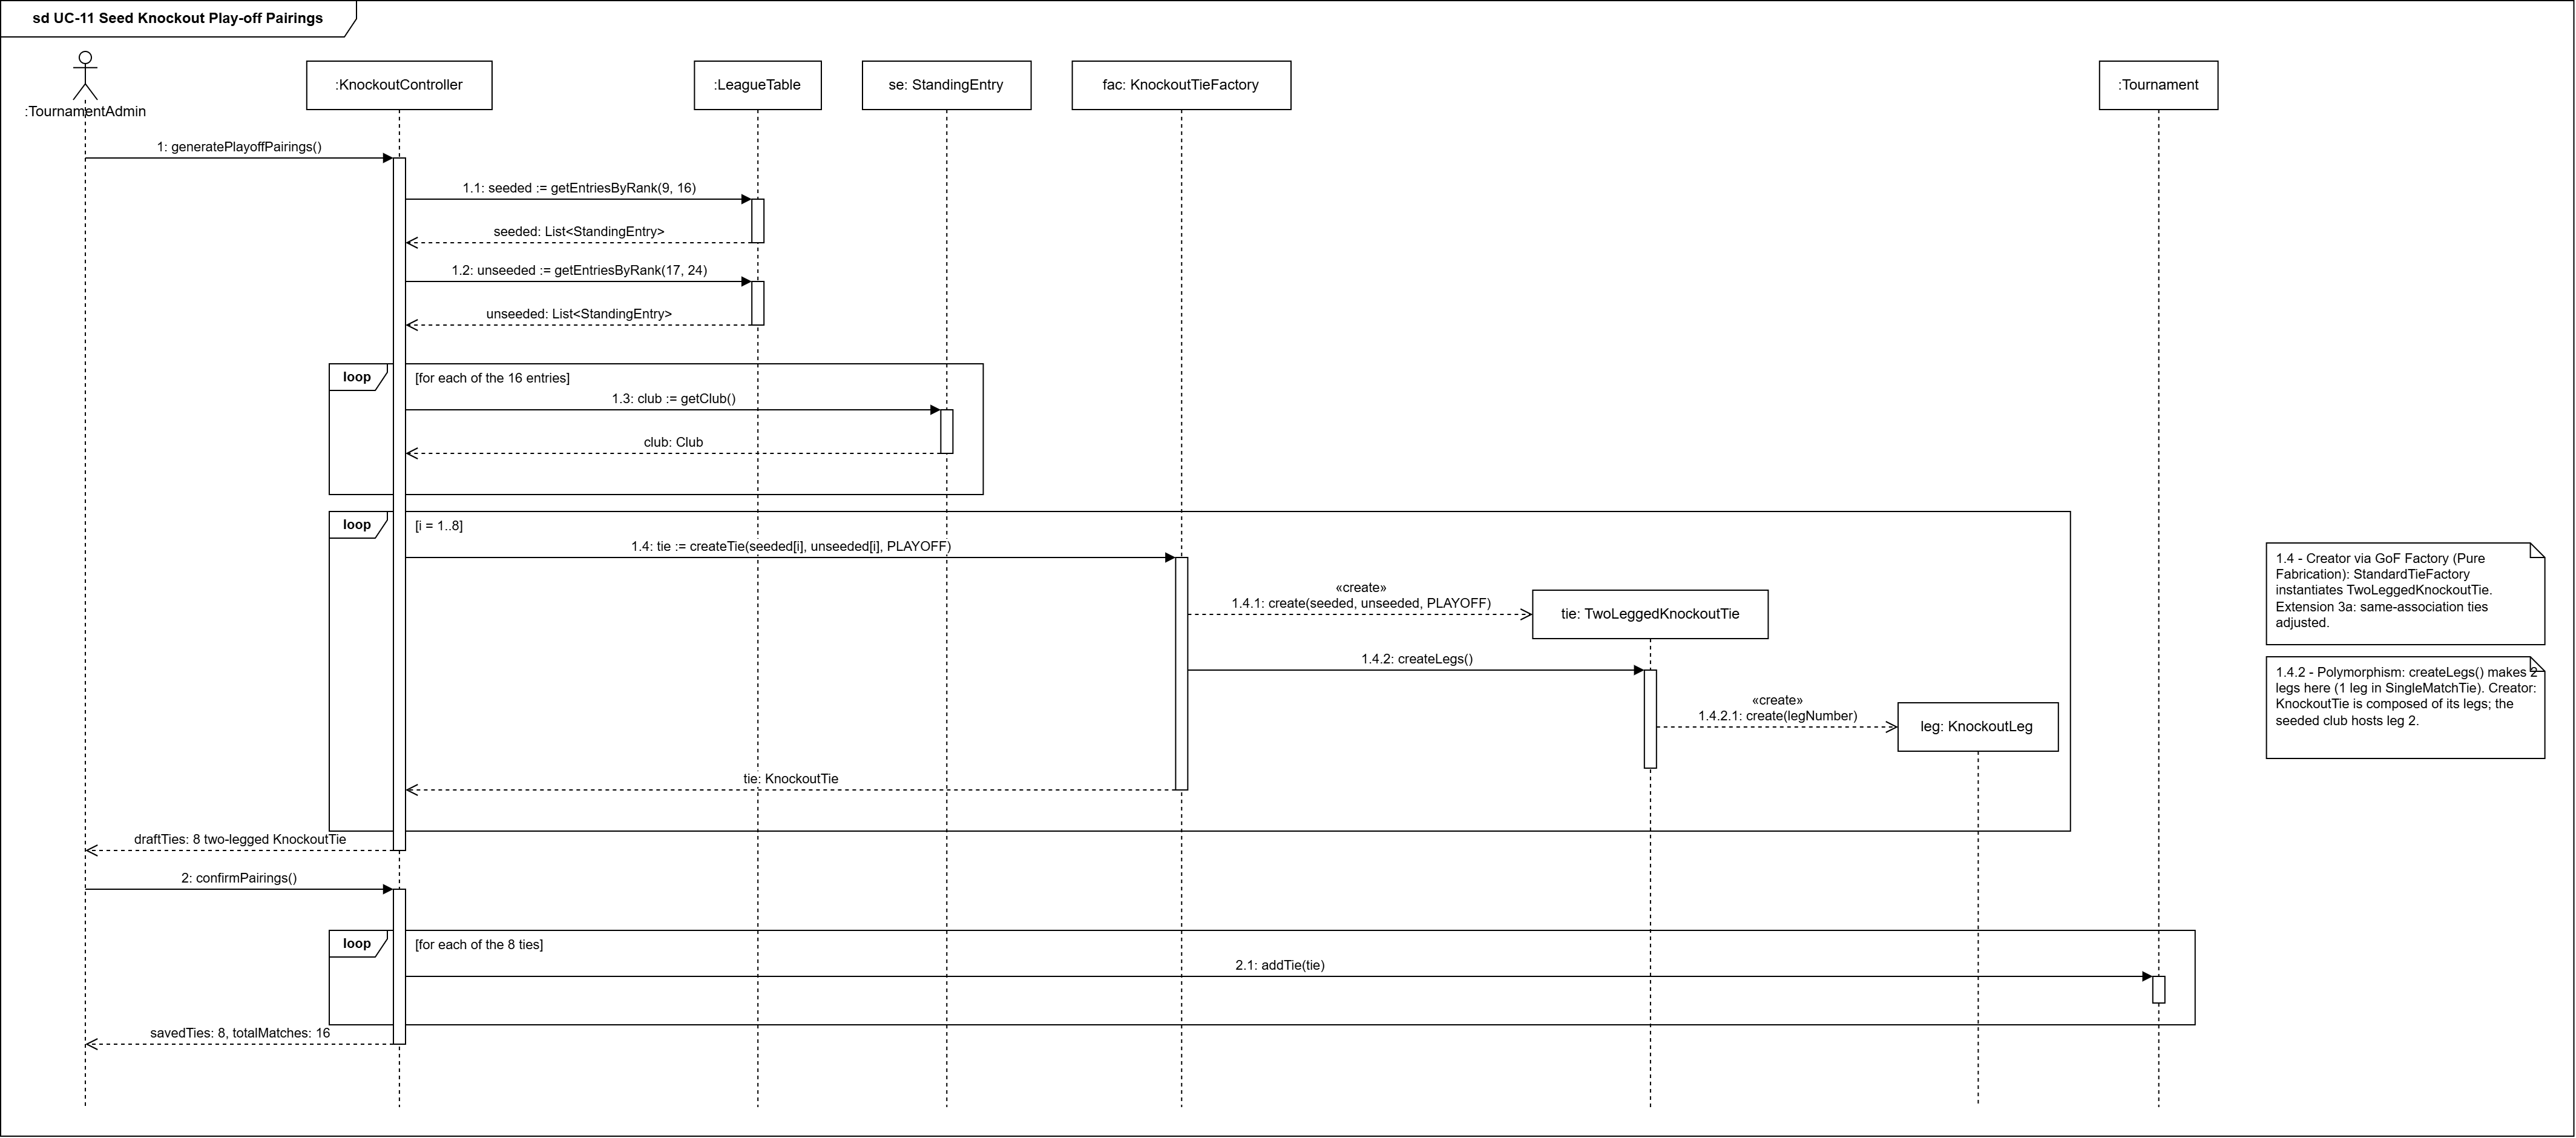 sd UC-11 Seed Knockout Play-off Pairings
:TournamentAdmin
:KnockoutController
:LeagueTable
se: StandingEntry
fac: KnockoutTieFactory
:Tournament
1: generatePlayoffPairings()
1.1: seeded := getEntriesByRank(9, 16)
seeded: List<StandingEntry>
1.2: unseeded := getEntriesByRank(17, 24)
unseeded: List<StandingEntry>
loop
[for each of the 16 entries]
1.3: club := getClub()
club: Club
loop
[i = 1..8]
1.4: tie := createTie(seeded[i], unseeded[i], PLAYOFF)
«create»
1.4.1: create(seeded, unseeded, PLAYOFF)
tie: TwoLeggedKnockoutTie
1.4.2: createLegs()
«create»
1.4.2.1: create(legNumber)
leg: KnockoutLeg
tie: KnockoutTie
1.4 - Creator via GoF Factory (Pure
Fabrication): StandardTieFactory
instantiates TwoLeggedKnockoutTie.
Extension 3a: same-association ties
adjusted.
1.4.2 - Polymorphism: createLegs() makes 2
legs here (1 leg in SingleMatchTie). Creator:
KnockoutTie is composed of its legs; the
seeded club hosts leg 2.
draftTies: 8 two-legged KnockoutTie
2: confirmPairings()
loop
[for each of the 8 ties]
2.1: addTie(tie)
savedTies: 8, totalMatches: 16